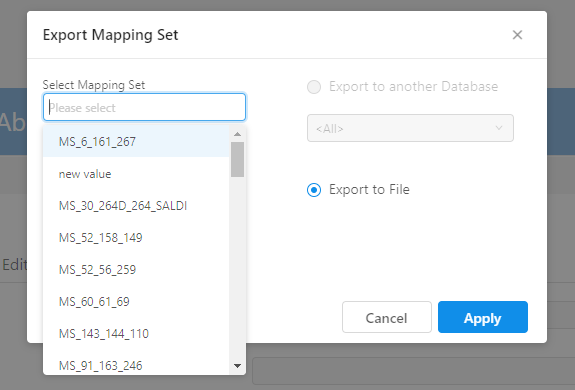 Export Mapping Set
Select Mapping Set
Please select
MS_6_161_267
new value
MS_30_264D_264_SALDI
MS_52_158_149
MS_52_56_259
MS_60_61_69
MS_143_144_110
MS_91_163_246
Export to another Database
<All>
Export to File
Cancel
Apply
Ab
Edit